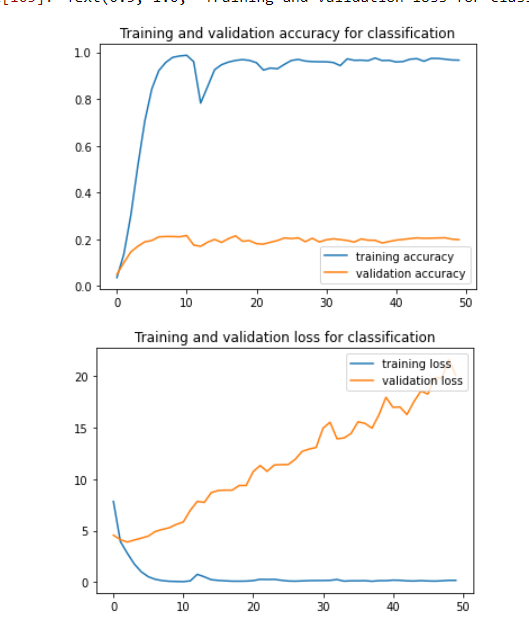 Training and validation accuracy for classification
1.0
0.8
0.6
0.4
0.2
0.0
training accuracy
validation accuracy
0 10 20 30 40 50
Training and validation loss for classification
training loss
validation loss
20
15
10
5
0
0 10 20 30 40 50